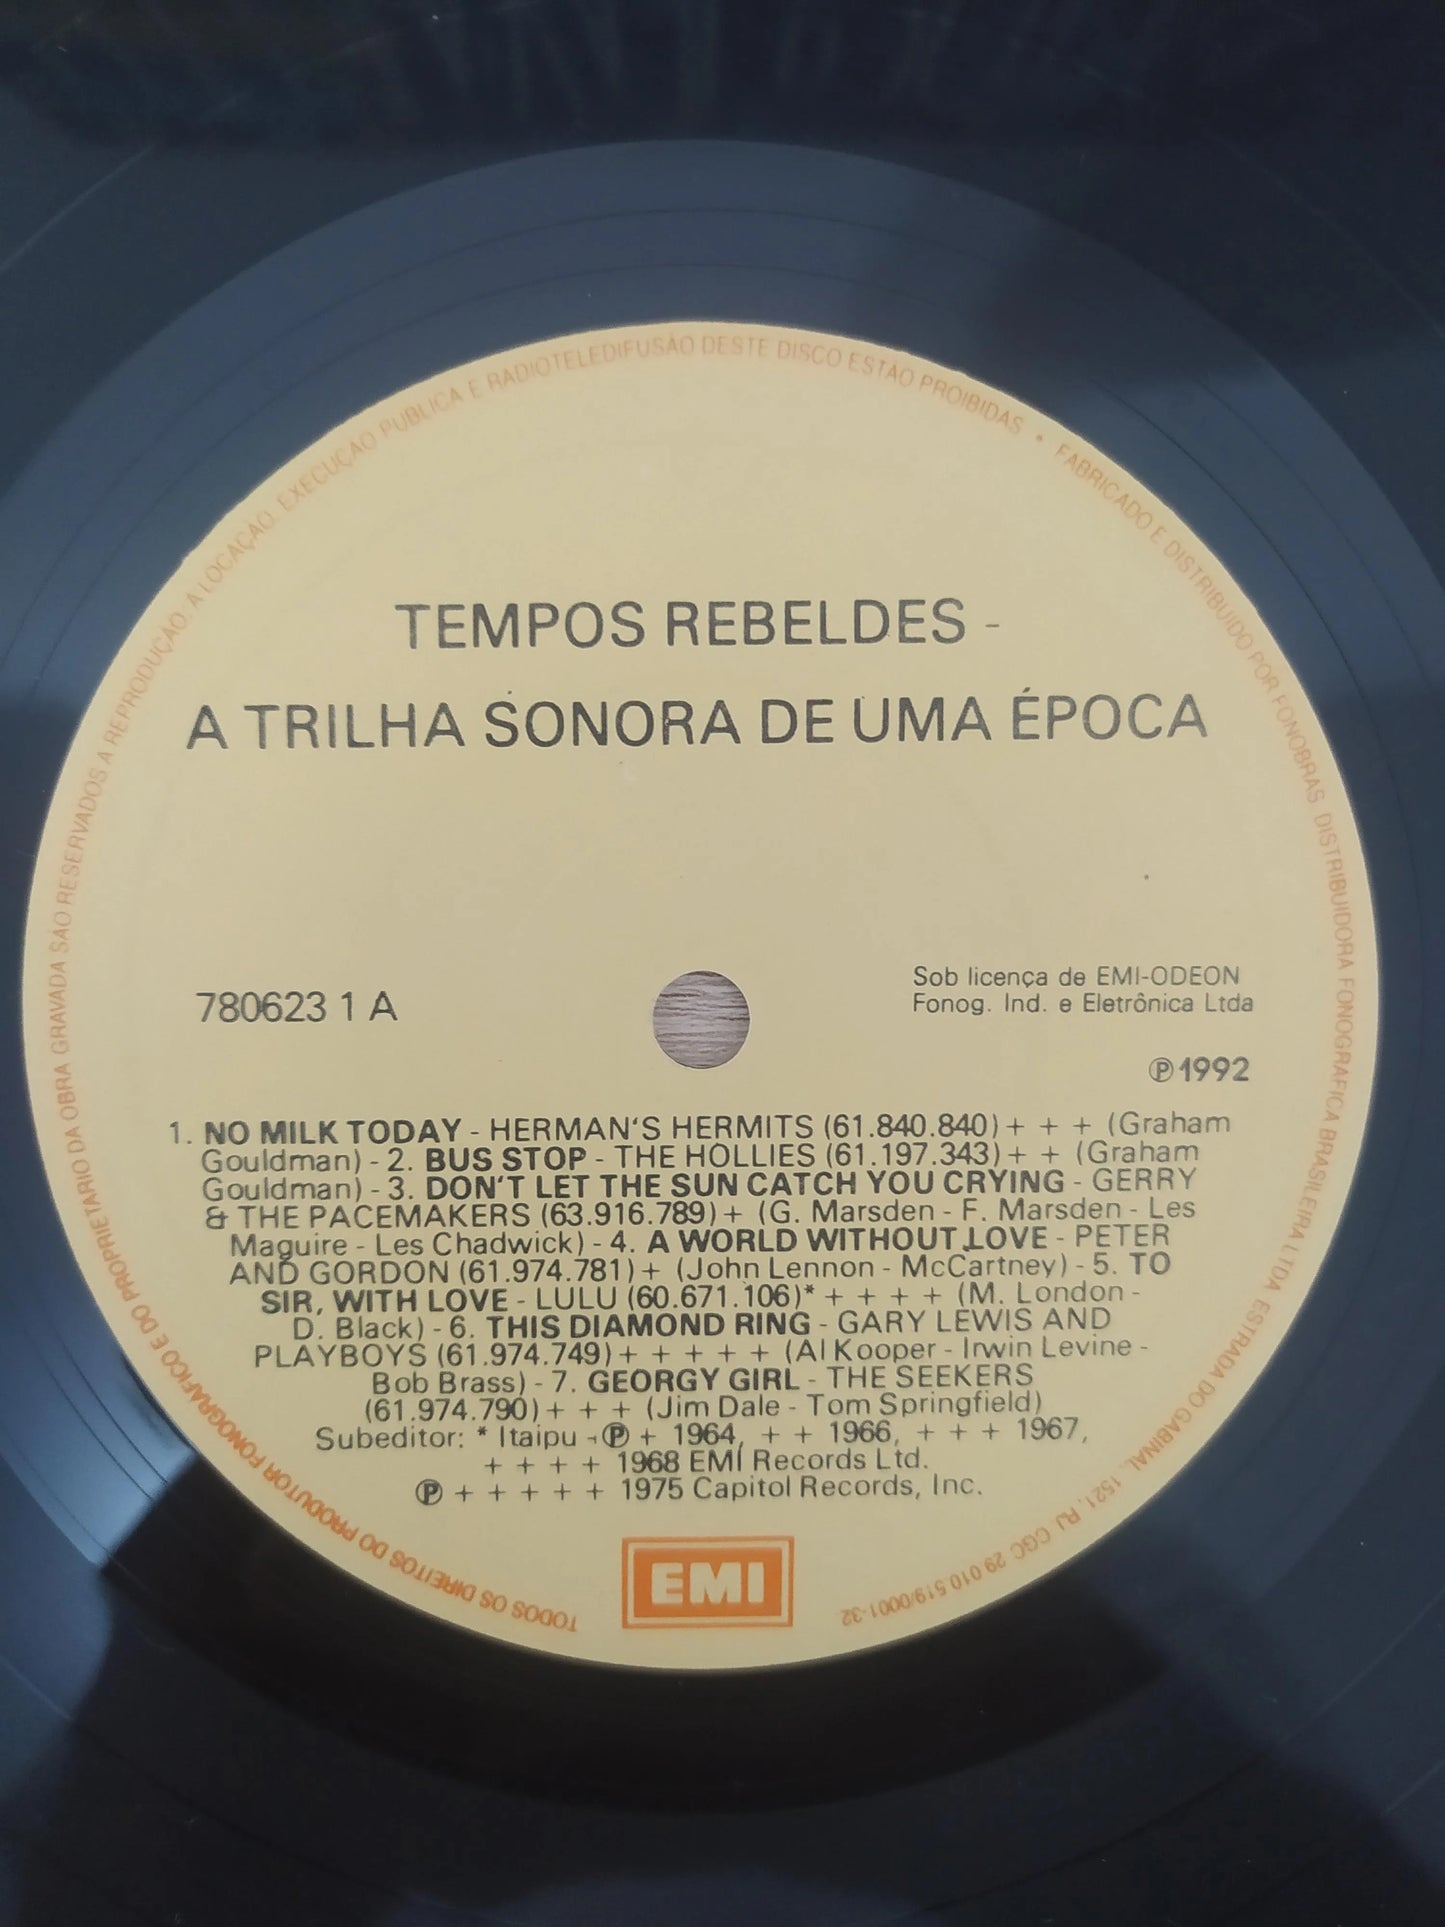 TEMPOS REBELDES -
A TRILHA SONORA DE UMA ÉPOCA
780623 1 A
Sob licença de EMI-ODEON
Fonog. Ind. e Eletrônica Ltda
℗1992
1. NO MILK TODAY - HERMAN'S HERMITS (61.840.840) + + + (Graham
Gouldman) - 2. BUS STOP - THE HOLLIES (61.197.343) + + (Graham
Gouldman) - 3. DON'T LET THE SUN CATCH YOU CRYING - GERRY
& THE PACEMAKERS (63.916.789) + (G. Marsden - F. Marsden - Les
Maguire - Les Chadwick) - 4. A WORLD WITHOUT LOVE - PETER
AND GORDON (61.974.781) + (John Lennon - McCartney) - 5. TO
SIR, WITH LOVE - LULU (60.671.106)* + + + + (M. London -
D. Black) - 6. THIS DIAMOND RING - GARY LEWIS AND
PLAYBOYS (61.974.749) + + + + + (Al Kooper - Irwin Levine -
Bob Brass) - 7. GEORGY GIRL - THE SEEKERS
(61.974.790) + + + (Jim Dale - Tom Springfield)
Subeditor: * Itaipu - ℗ + 1964, + + 1966, + + + 1967,
+ + + + 1968 EMI Records Ltd.
℗ + + + + + 1975 Capitol Records, Inc.
EMI
TODOS OS DIREITOS DO PRODUTOR FONOGRAFICO E DO PROPRIETARIO DA OBRA GRAVADA SAO RESERVADOS A REPRODUÇÃO. A LOCAÇÃO. EXECUÇÃO PUBLICA E RADIOTELEDIFUSÃO DESTE DISCO ESTÃO PROIBIDAS • FABRICADO E DISTRIBUIDO POR FONOBRAS DISTRIBUIDORA FONOGRAFICA BRASILEIRA LTDA ESTRADA DO GABINAL, 1521, RJ CGC 29 010 519/0001-32